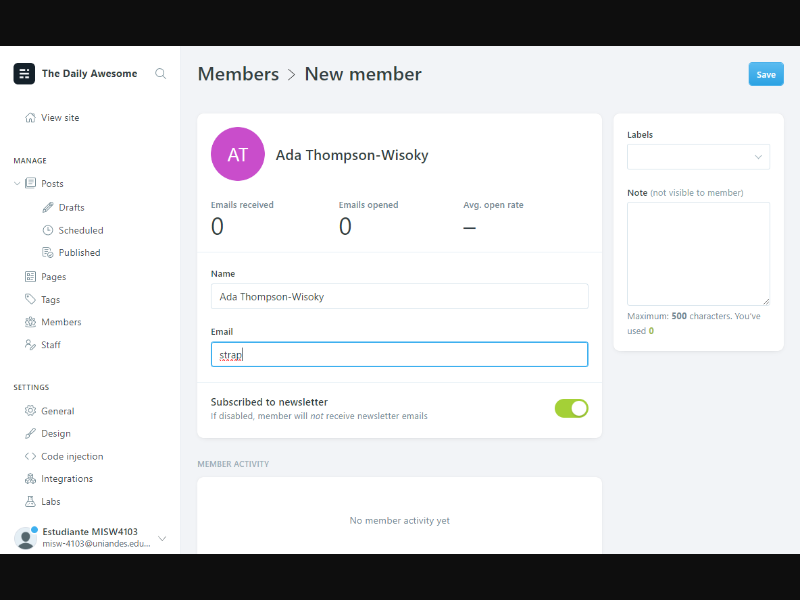 The Daily Awesome
View site
MANAGE
Posts
Drafts
Scheduled
Published
Pages
Tags
Members
Staff
SETTINGS
General
Design
Code injection
Integrations
Labs
Estudiante MISW4103
misw-4103@uniandes.edu...
Members > New member
Save
AT
Ada Thompson-Wisoky
Emails received
Emails opened
Avg. open rate
0
0
–
Name
Ada Thompson-Wisoky
Email
strap
Subscribed to newsletter
If disabled, member will not receive newsletter emails
MEMBER ACTIVITY
No member activity yet
Labels
Note (not visible to member)
Maximum: 500 characters. You've
used 0